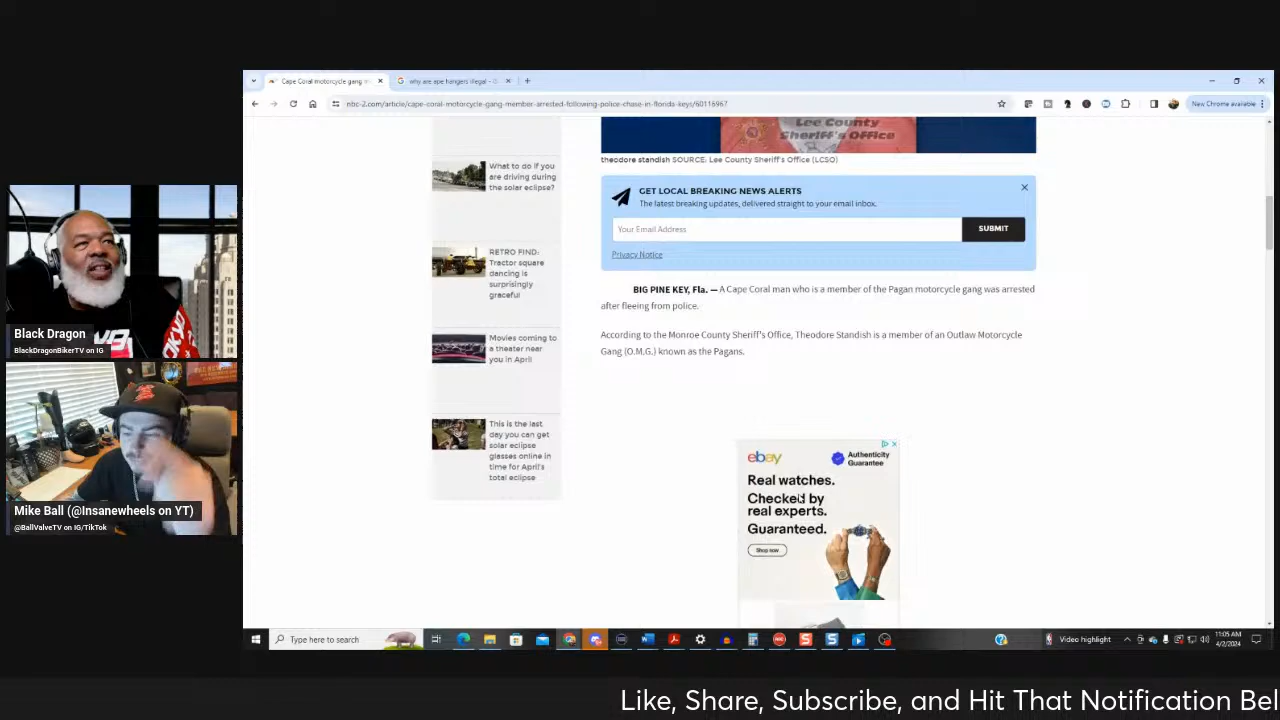 Cape Coral motorcycle gang m
why are ape hangers illegal - G
nbc-2.com/article/cape-coral-motorcycle-gang-member-arrested-following-police-chase-in-florida-keys/60116967
New Chrome available
Lee County
Sheriff's Office
theodore standish SOURCE: Lee County Sheriff's Office (LCSO)
What to do if you
are driving during
the solar eclipse?
GET LOCAL BREAKING NEWS ALERTS
The latest breaking updates, delivered straight to your email inbox.
Your Email Address
SUBMIT
Privacy Notice
RETRO FIND:
Tractor square
dancing is
surprisingly
graceful
BIG PINE KEY, Fla. — A Cape Coral man who is a member of the Pagan motorcycle gang was arrested
after fleeing from police.
According to the Monroe County Sheriff's Office, Theodore Standish is a member of an Outlaw Motorcycle
Gang (O.M.G.) known as the Pagans.
Movies coming to
a theater near
you in April
This is the last
day you can get
solar eclipse
glasses online in
time for April's
total eclipse
ebay
Authenticity
Guarantee
Real watches.
Checked by
real experts.
Guaranteed.
Shop now
Black Dragon
BlackDragonBikerTV on IG
Mike Ball (@Insanewheels on YT)
@BallValveTV on IG/TikTok
Type here to search
Video highlight
11:05 AM
4/2/2024
Like, Share, Subscribe, and Hit That Notification Bel